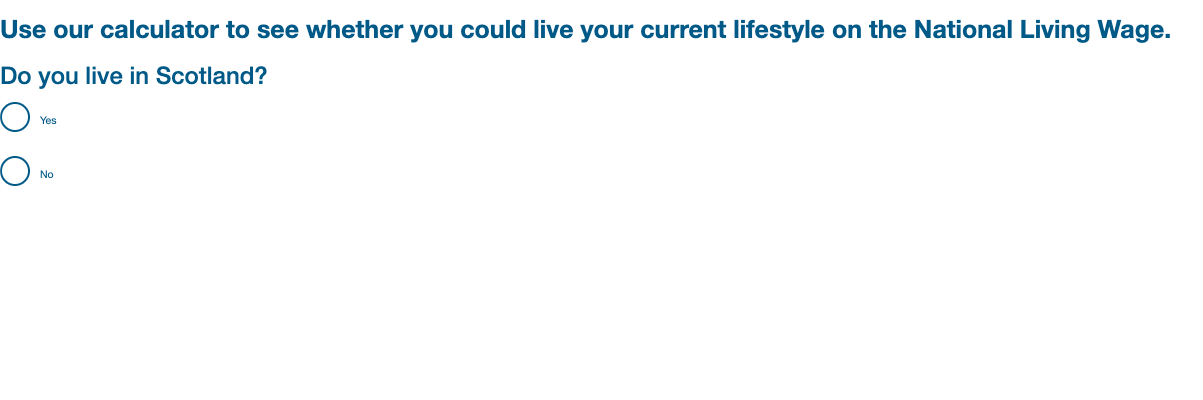 Use our calculator to see whether you could live your current lifestyle on the National Living Wage.
Do you live in Scotland?
Yes
No